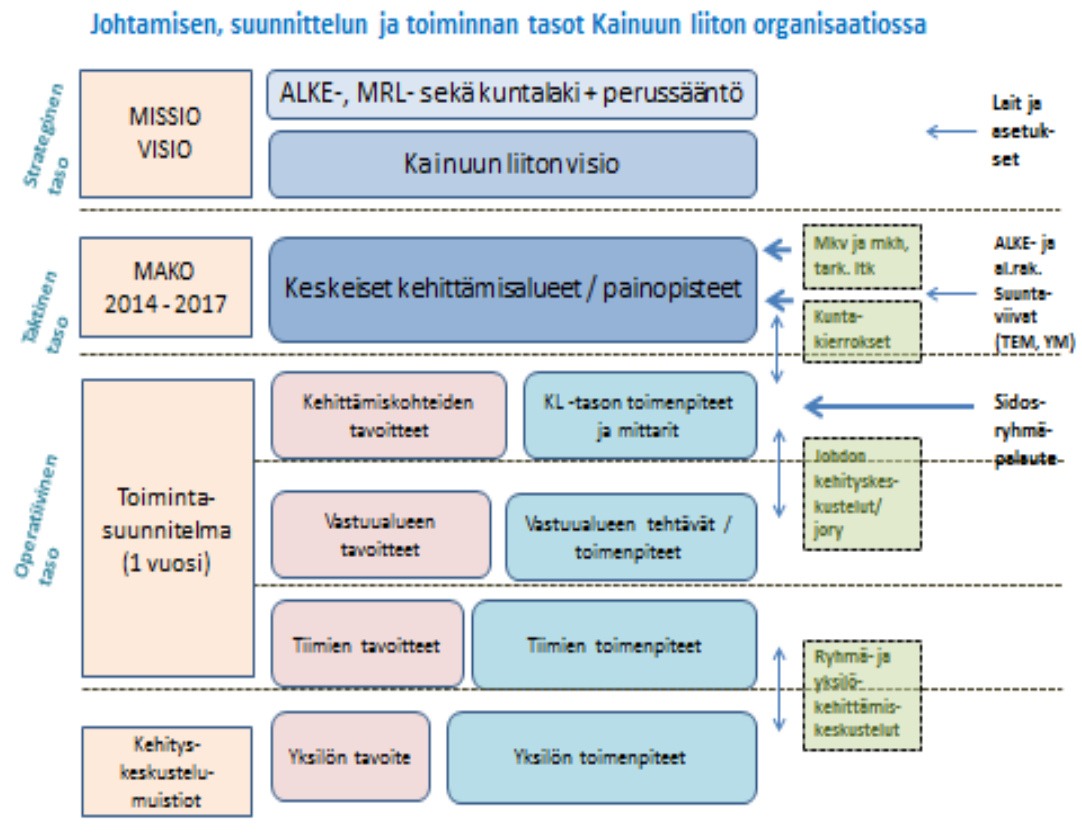 Johtamisen, suunnittelun ja toiminnan tasot Kainuun liiton organisaatiossa
Strateginen
taso
MISSIO
VISIO
ALKE-, MRL- sekä kuntalaki + perussääntö
Kainuun liiton visio
Lait ja
asetuk-
set
Taktinen
taso
MAKO
2014 - 2017
Keskeiset kehittämisalueet / painopisteet
Mkv ja mkh,
tark. ltk
Kunta-
kierrokset
ALKE- ja
al.rak.
Suunta-
viivat
(TEM, YM)
Operatiivinen
taso
Toiminta-
suunnitelma
(1 vuosi)
Kehittämiskohteiden
tavoitteet
KL -tason toimenpiteet
ja mittarit
Sidos-
ryhmä-
palaute
Johdon
kehityskes-
kustelut/
jory
Vastuualueen
tavoitteet
Vastuualueen tehtävät /
toimenpiteet
Tiimien tavoitteet
Tiimien toimenpiteet
Ryhmä- ja
yksilö-
kehittämis-
keskustelut
Kehitys-
keskustelu-
muistiot
Yksilön tavoite
Yksilön toimenpiteet